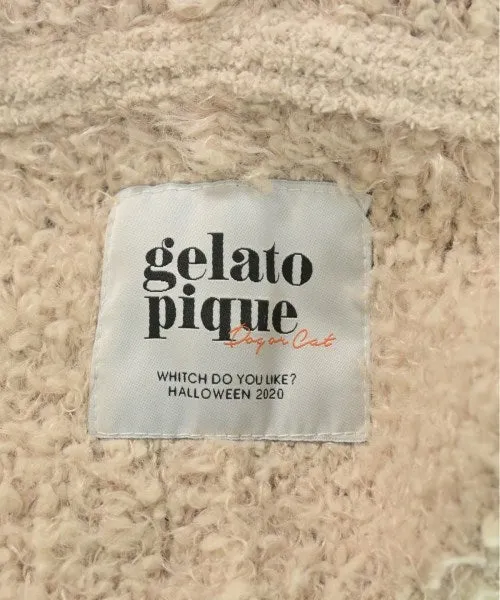 gelato
pique
Dog or Cat
WHITCH DO YOU LIKE?
HALLOWEEN 2020